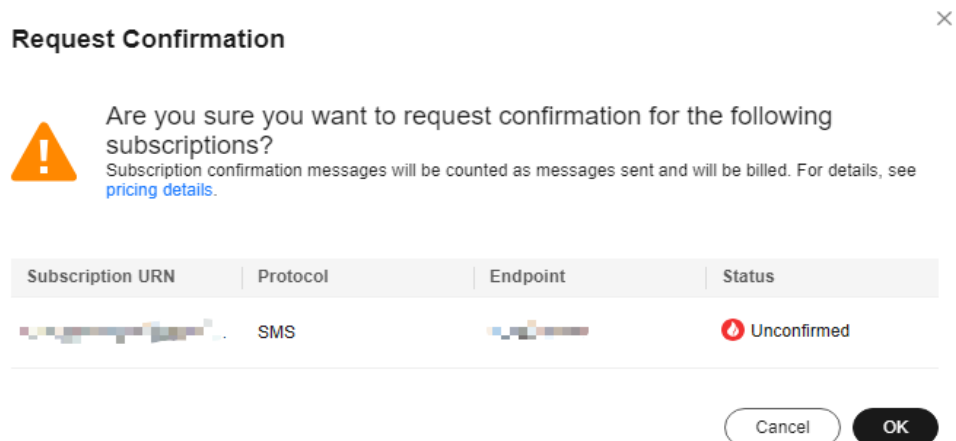 Request Confirmation
Are you sure you want to request confirmation for the following
subscriptions?
Subscription confirmation messages will be counted as messages sent and will be billed. For details, see
pricing details.
Subscription URN Protocol Endpoint Status
SMS Unconfirmed
Cancel OK